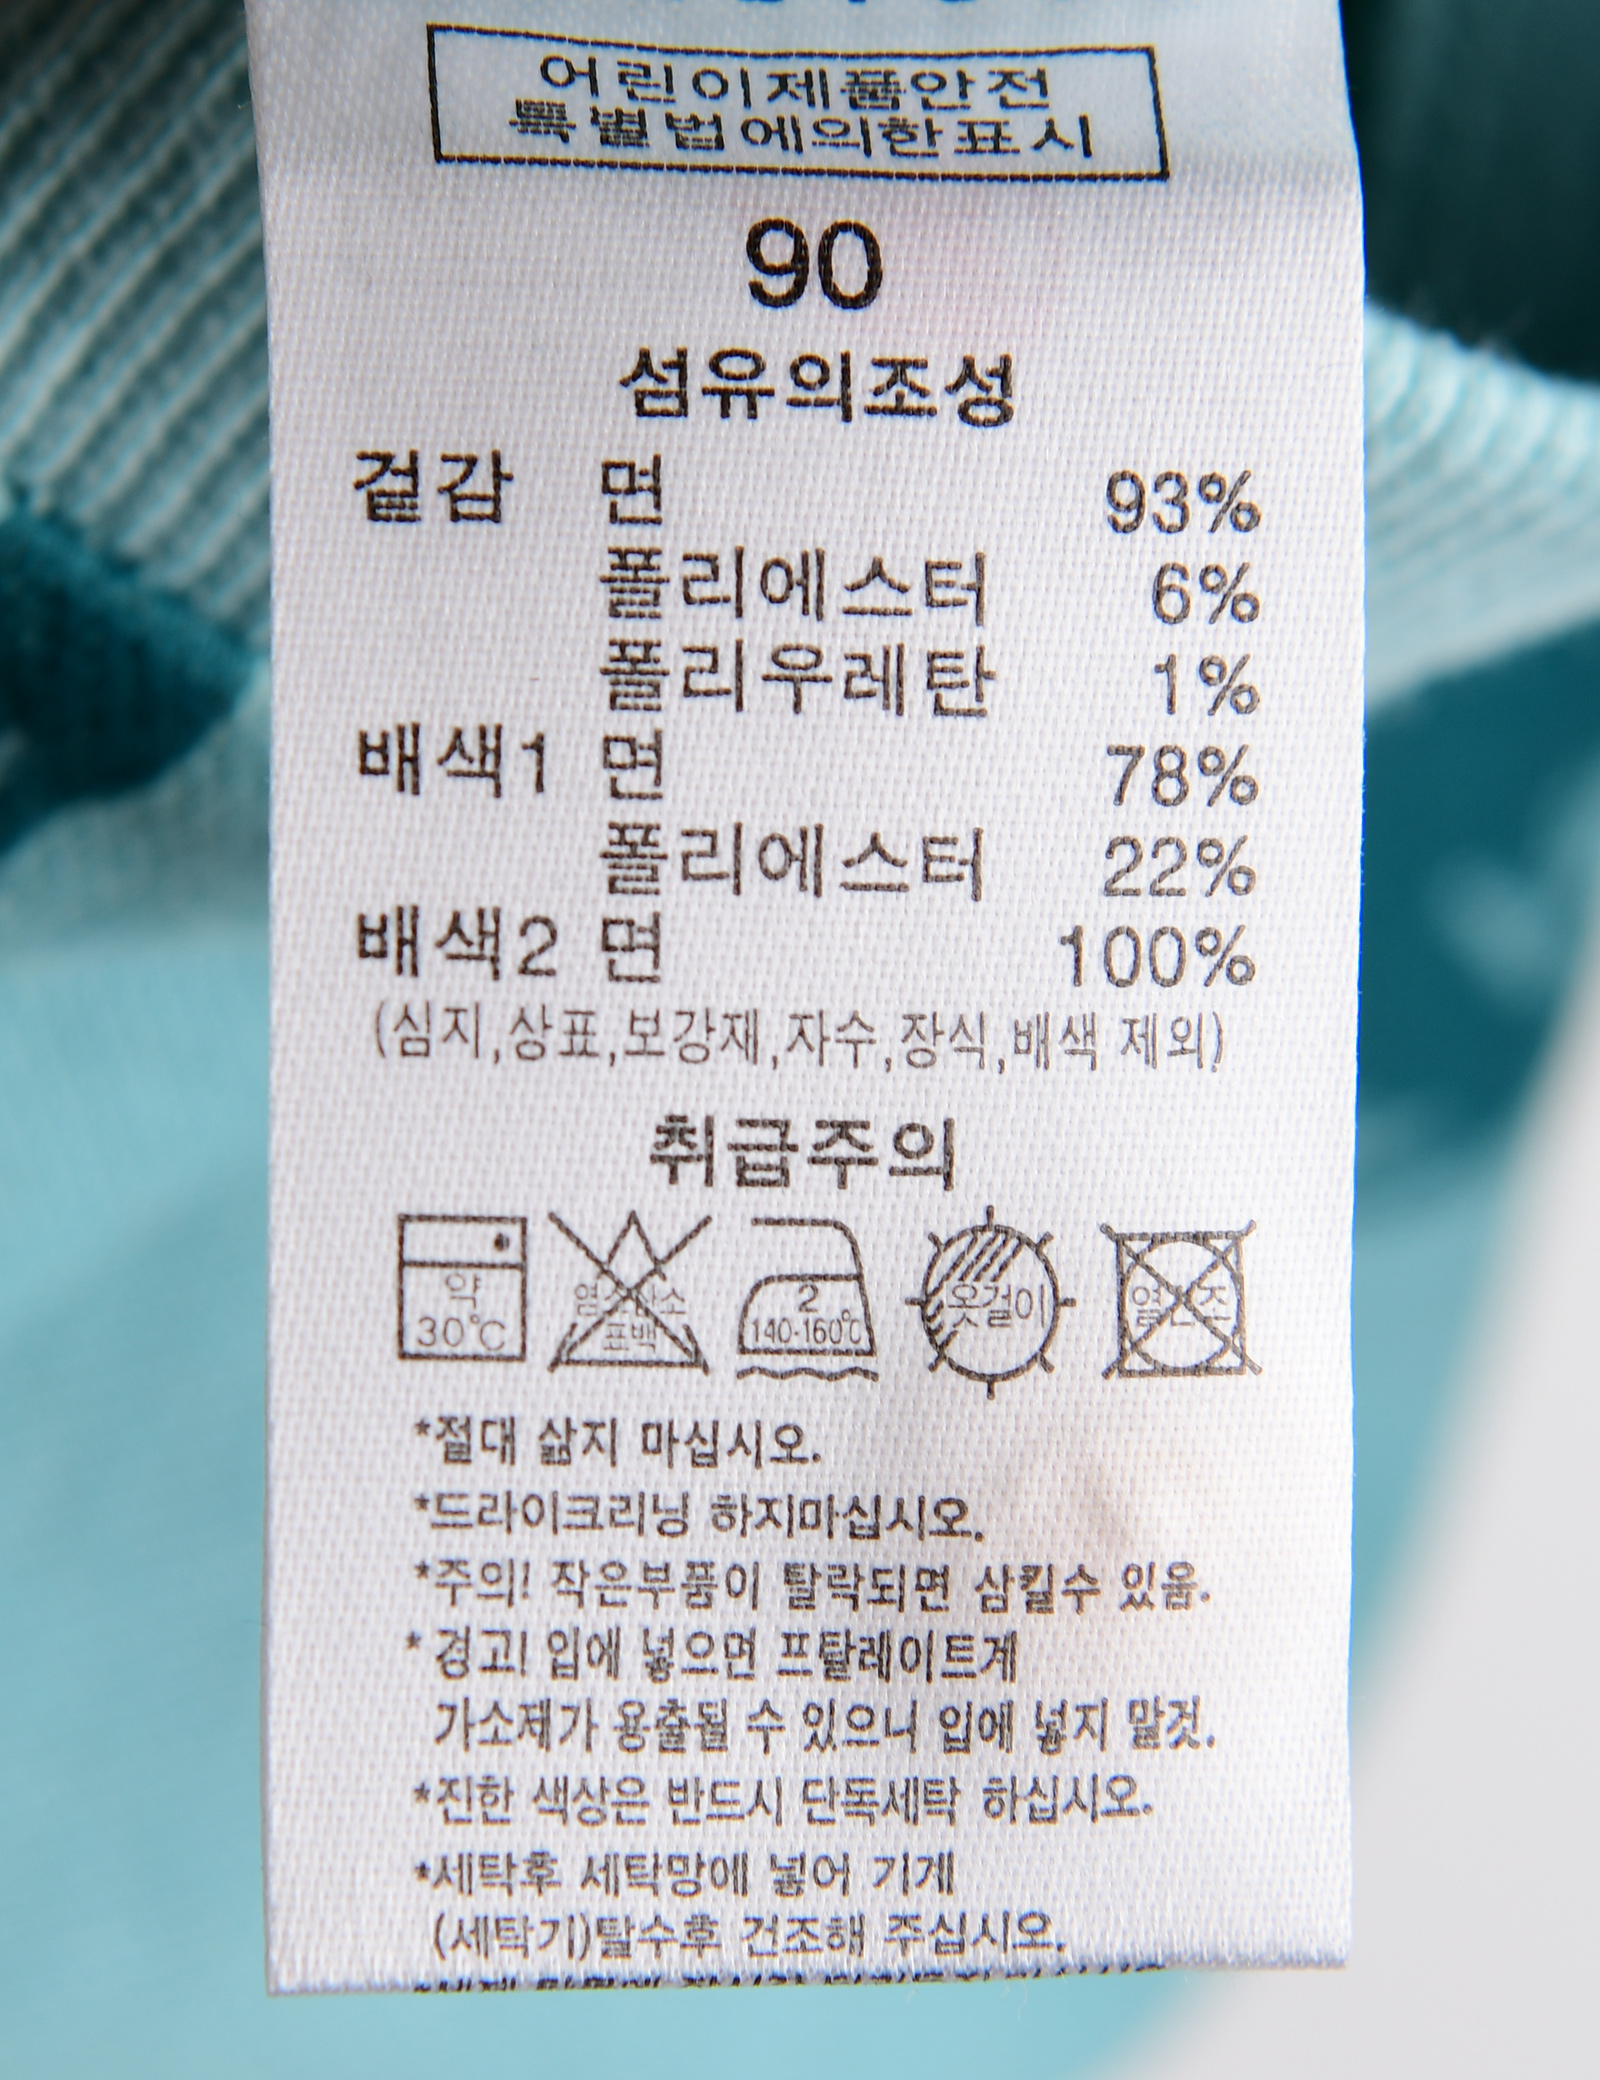 어린이제품안전
특별법에의한표시
90
섬유의조성
겉감 면 93%
폴리에스터 6%
폴리우레탄 1%
배색1 면 78%
폴리에스터 22%
배색2 면 100%
(심지,상표,보강재,자수,장식,배색 제외)
취급주의
약 30℃
염소산소 표백
2 140-160℃
옷걸이
열건조
*절대 삶지 마십시오.
*드라이크리닝 하지마십시오.
*주의! 작은부품이 탈락되면 삼킬수 있음.
* 경고! 입에 넣으면 프탈레이트계
가소제가 용출될 수 있으니 입에 넣지 말것.
*진한 색상은 반드시 단독세탁 하십시오.
*세탁후 세탁망에 넣어 기계
(세탁기)탈수후 건조해 주십시오.